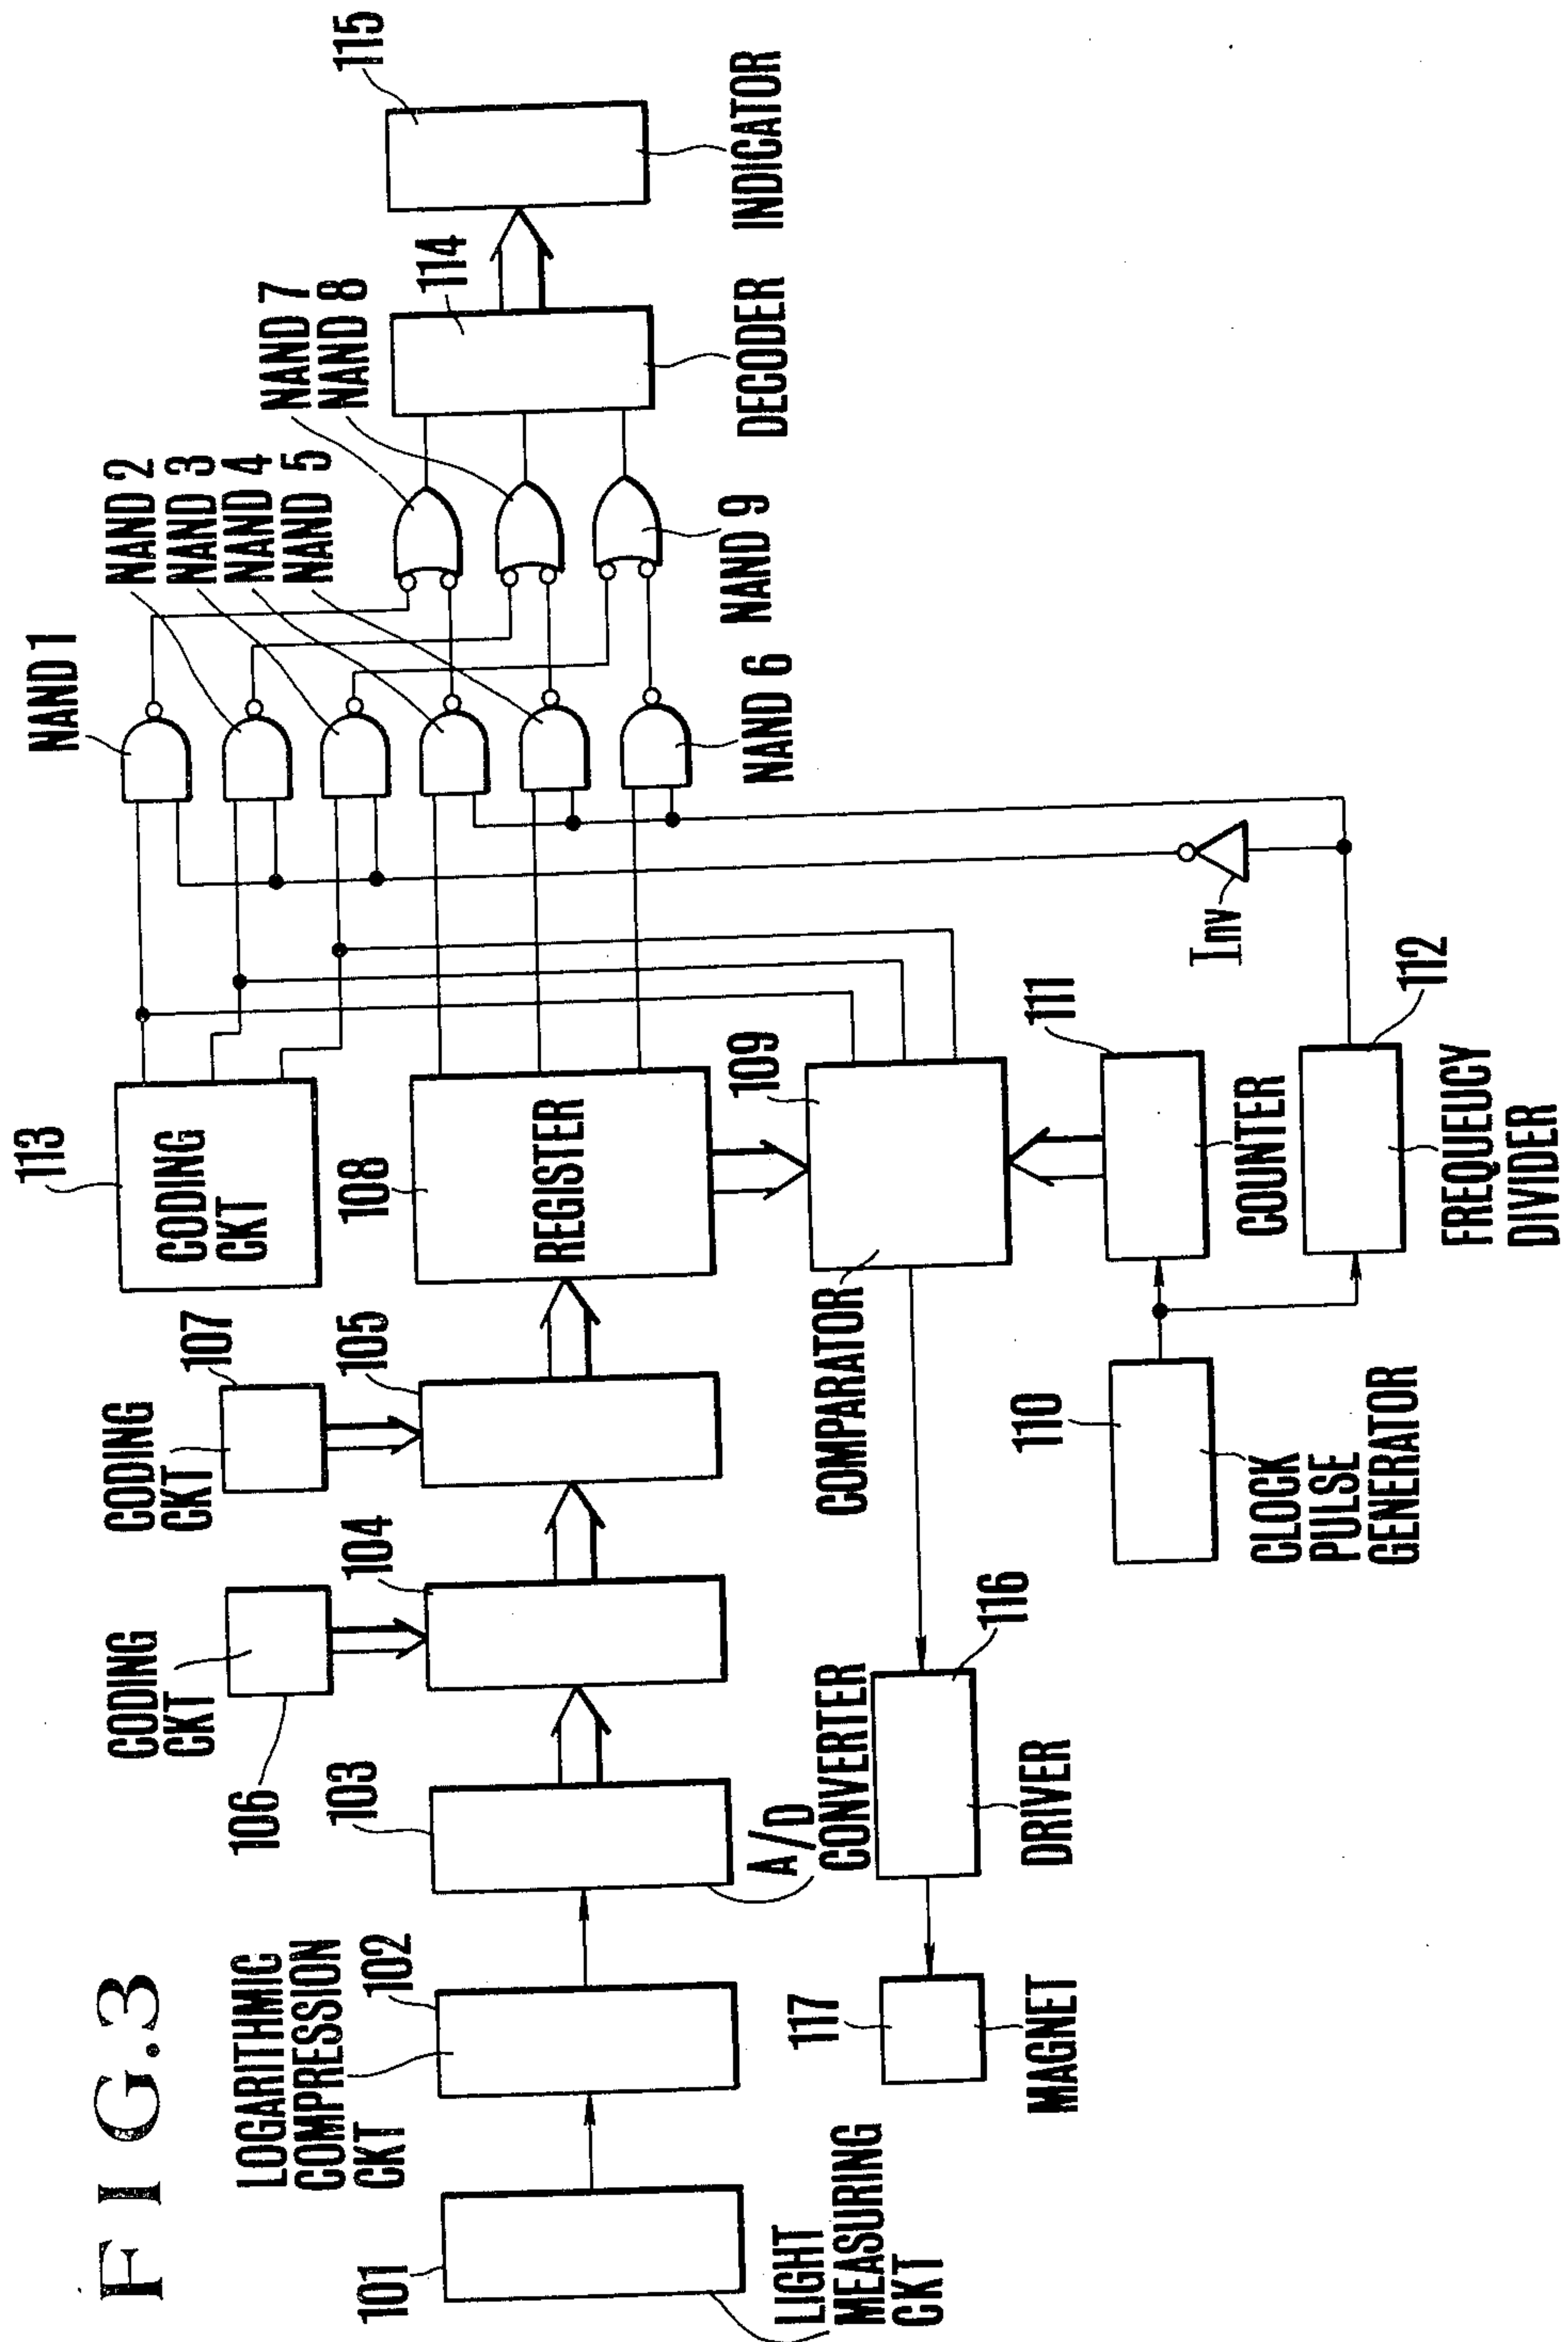 FIG.3
113
CODING
CKT
107
CODING
CKT
CODING
CKT
106
NAND 1
NAND 2
NAND 3
NAND 4
NAND 5
NAND 7
NAND 8
NAND 6
NAND 9
114
DECODER
115
INDICATOR
LIGHT
MEASURING
CKT
101
LOGARITHMIC
COMPRESSION
CKT
102
103
A/D
CONVERTER
104
105
108
REGISTER
109
COMPARATOR
117
MAGNET
116
DRIVER
110
CLOCK
PULSE
GENERATOR
111
COUNTER
112
FREQUEUCY
DIVIDER
Inv